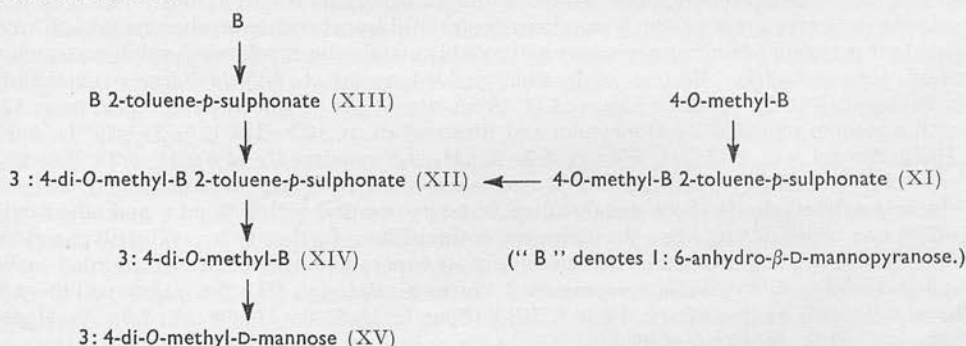 B
B 2-toluene-p-sulphonate (XIII)
4-O-methyl-B
3 : 4-di-O-methyl-B 2-toluene-p-sulphonate (XII)
4-O-methyl-B 2-toluene-p-sulphonate (XI)
3: 4-di-O-methyl-B (XIV)
(“ B ” denotes 1: 6-anhydro-β-D-mannopyranose.)
3: 4-di-O-methyl-D-mannose (XV)